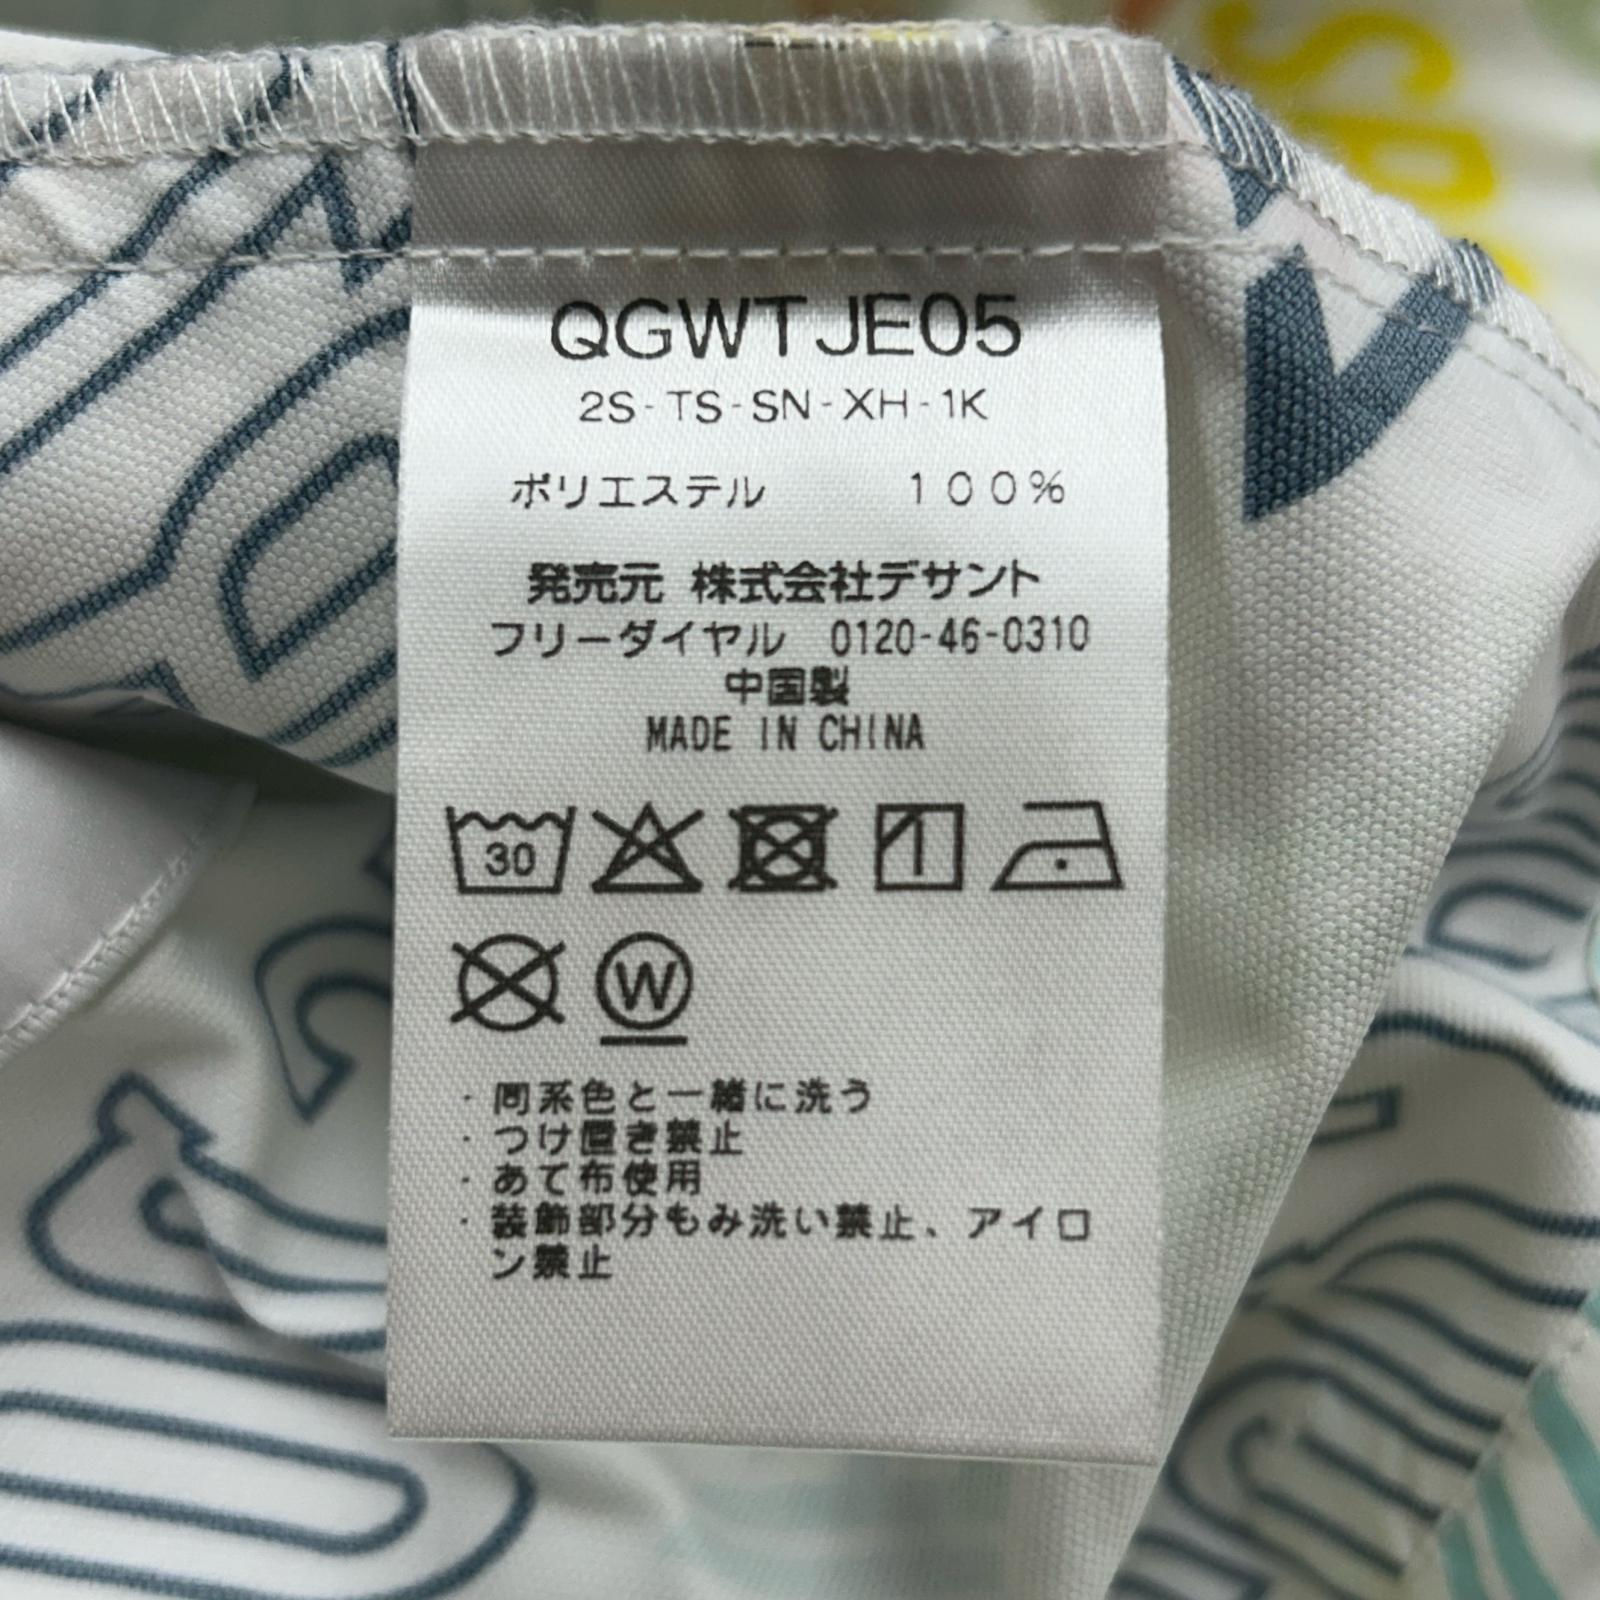 QGWTJE05
2S-TS-SN-XH-1K
ポリエステル 100%
発売元 株式会社デサント
フリーダイヤル 0120-46-0310
中国製
MADE IN CHINA
30
W
・同系色と一緒に洗う
・つけ置き禁止
・あて布使用
・装飾部分もみ洗い禁止、アイロ
ン禁止